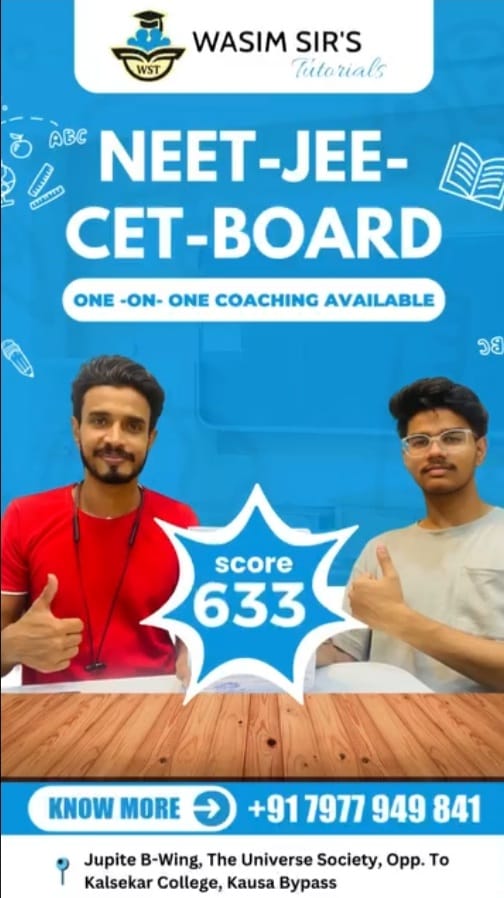 WST
WASIM SIR'S
Tutorials
ABC
NEET-JEE-
CET-BOARD
ONE -ON- ONE COACHING AVAILABLE
score
633
KNOW MORE
+91 7977 949 841
Jupite B-Wing, The Universe Society, Opp. To
Kalsekar College, Kausa Bypass